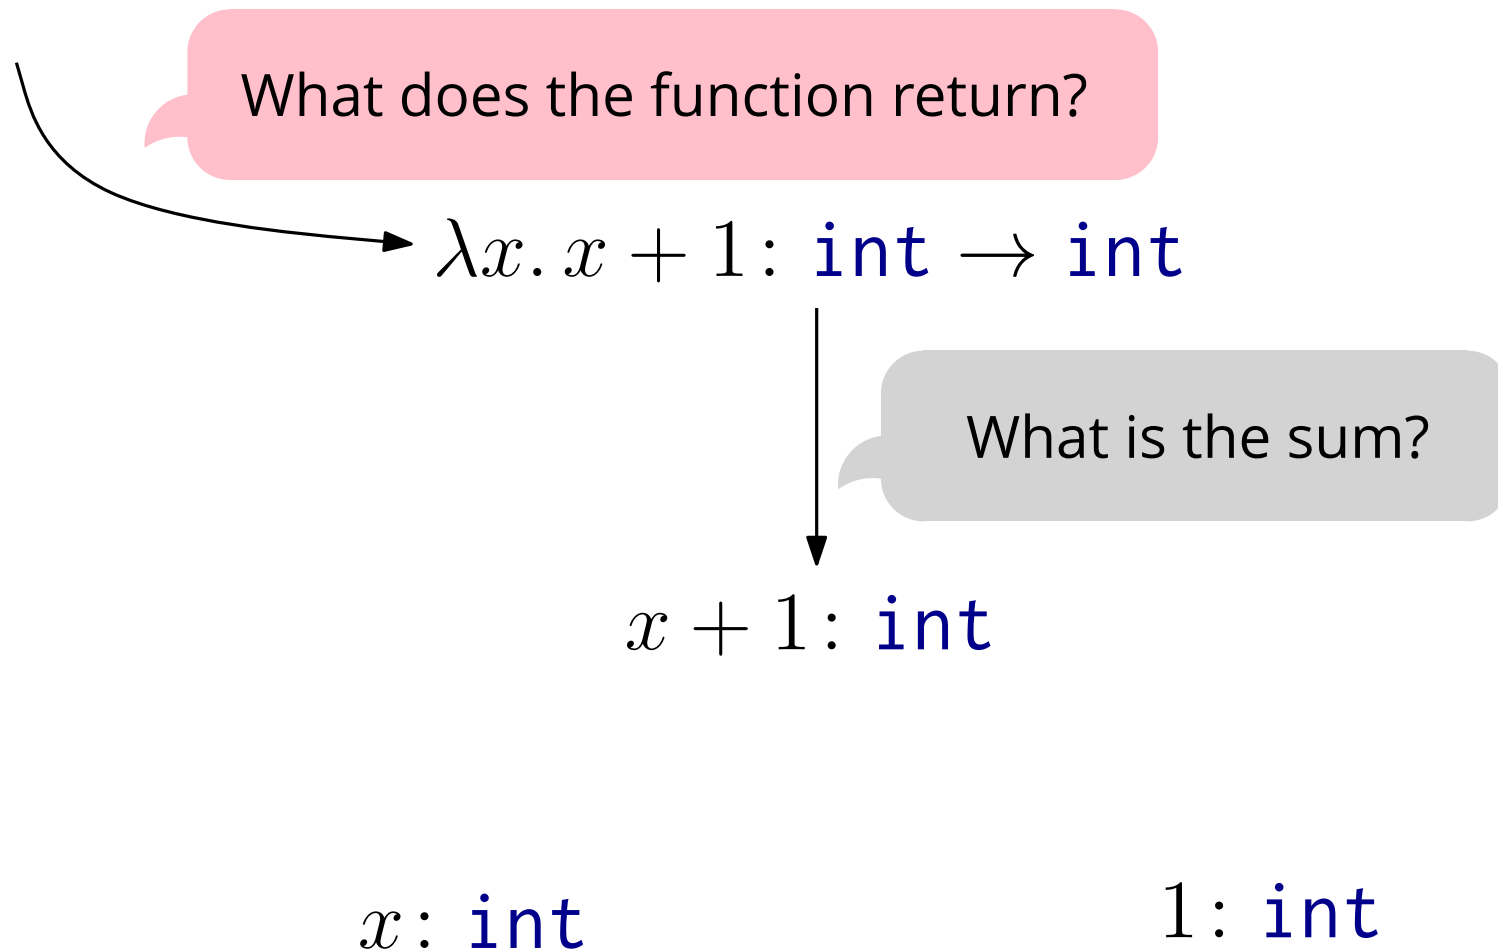 What does the function return?
λx. x + 1: int → int
What is the sum?
x + 1: int
x: int
1: int